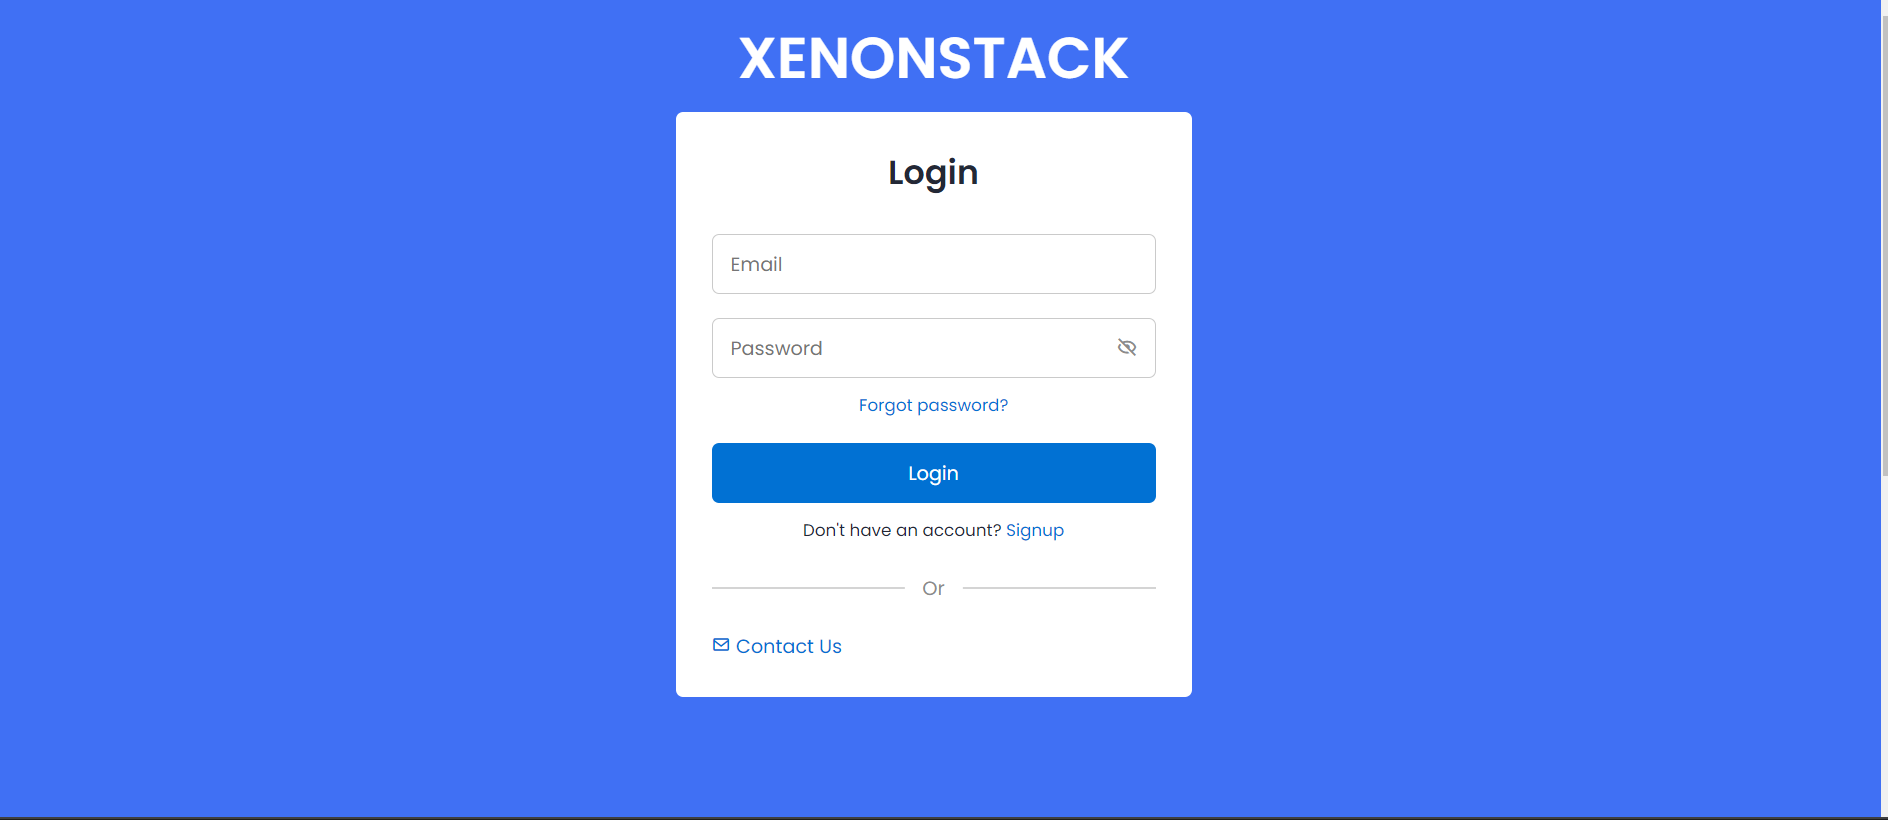 XENONSTACK
Login
Email
Password
Forgot password?
Login
Don't have an account? Signup
Or
Contact Us